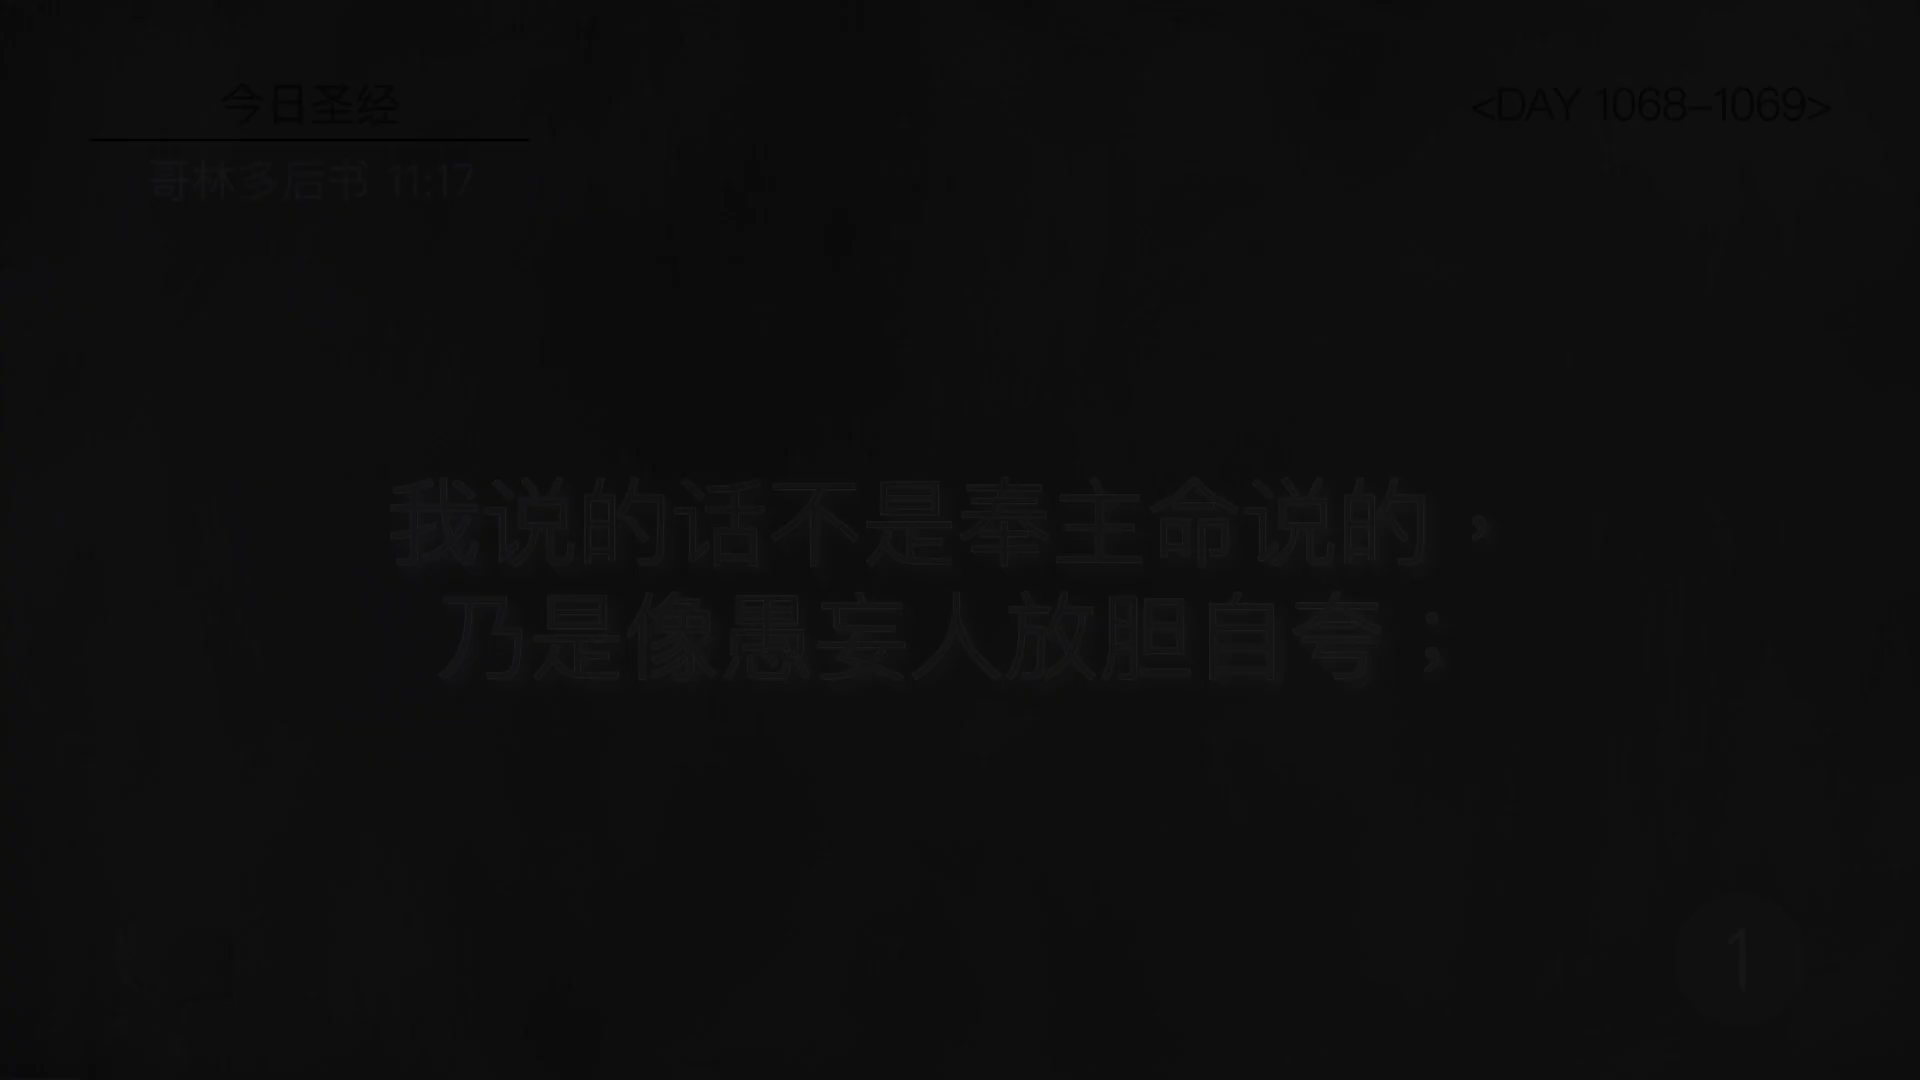 今日圣经
<DAY 1068–1069>
哥林多后书 11:17
我说的话不是奉主命说的，
乃是像愚妄人放胆自夸；
1